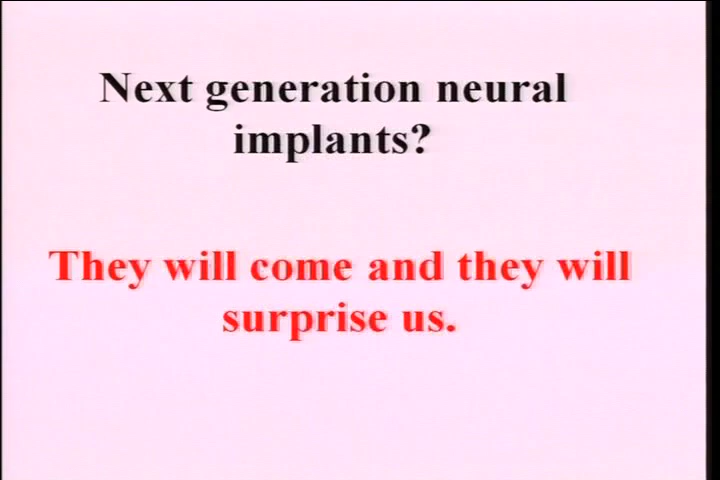 Next generation neural
implants?
They will come and they will
surprise us.